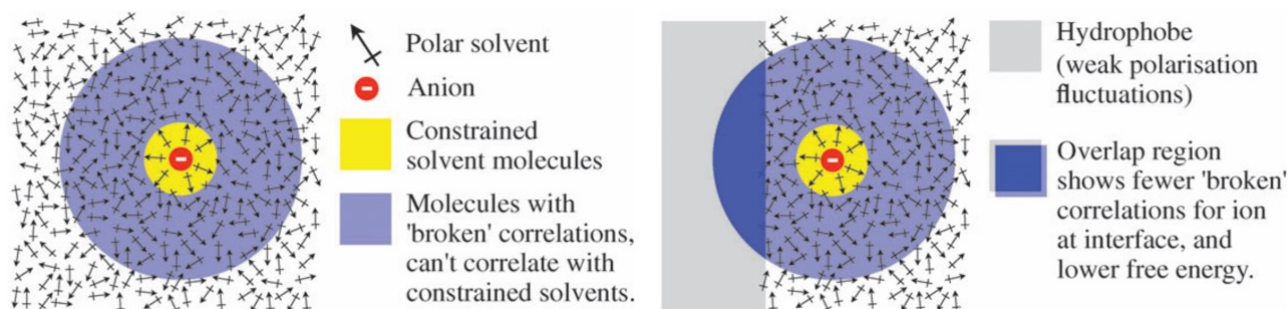 Polar solvent
Anion
Constrained
solvent molecules
Molecules with
'broken' correlations,
can't correlate with
constrained solvents.
Hydrophobe
(weak polarisation
fluctuations)
Overlap region
shows fewer 'broken'
correlations for ion
at interface, and
lower free energy.